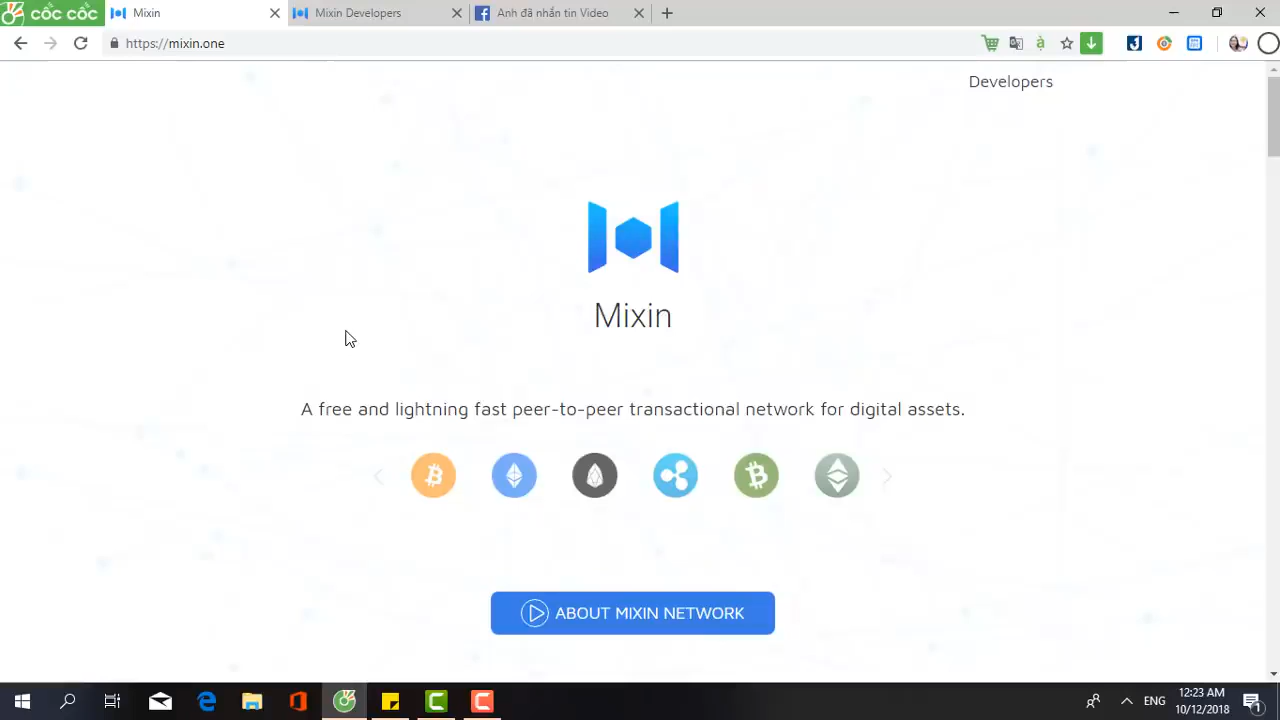 cốc cốc
Mixin
Mixin Developers
Anh đã nhắn tin Video
https://mixin.one
Developers
Mixin
A free and lightning fast peer-to-peer transactional network for digital assets.
ABOUT MIXIN NETWORK
ENG
12:23 AM
10/12/2018
1